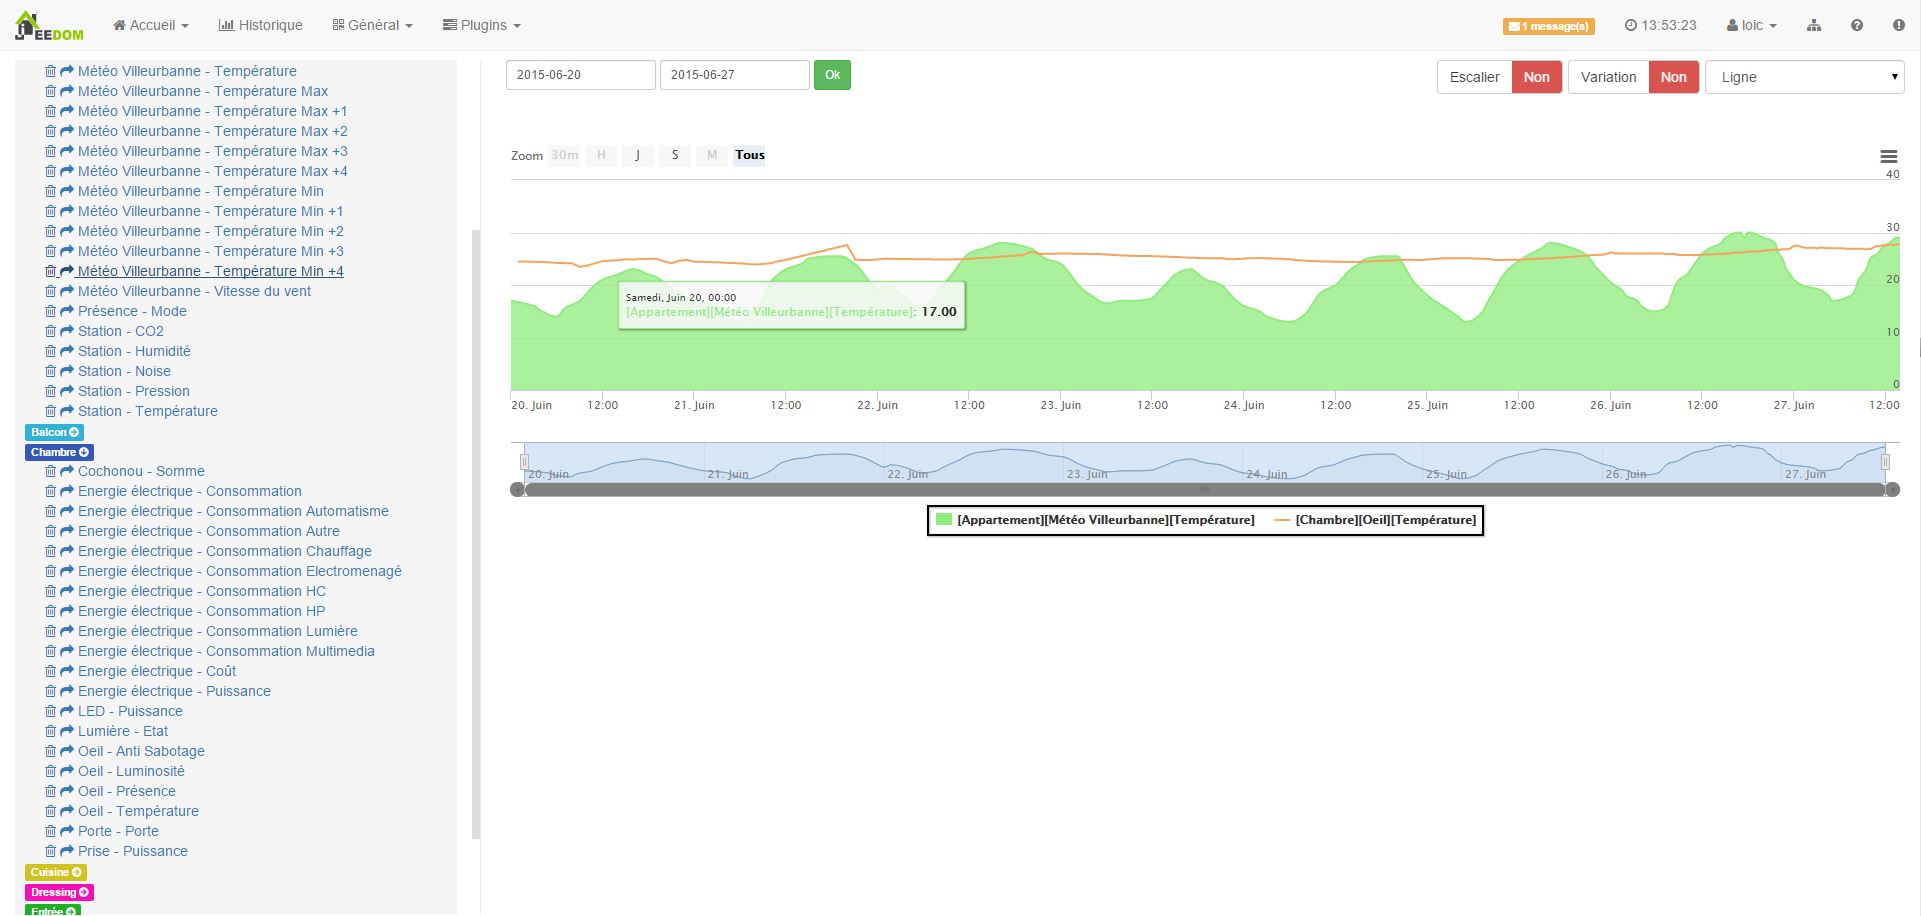 JEEDOM
Accueil
Historique
Général
Plugins
1 message(s)
13:53:23
loic
Météo Villeurbanne - Température
Météo Villeurbanne - Température Max
Météo Villeurbanne - Température Max +1
Météo Villeurbanne - Température Max +2
Météo Villeurbanne - Température Max +3
Météo Villeurbanne - Température Max +4
Météo Villeurbanne - Température Min
Météo Villeurbanne - Température Min +1
Météo Villeurbanne - Température Min +2
Météo Villeurbanne - Température Min +3
Météo Villeurbanne - Température Min +4
Météo Villeurbanne - Vitesse du vent
Présence - Mode
Station - CO2
Station - Humidité
Station - Noise
Station - Pression
Station - Température
Balcon
Chambre
Cochonou - Somme
Energie électrique - Consommation
Energie électrique - Consommation Automatisme
Energie électrique - Consommation Autre
Energie électrique - Consommation Chauffage
Energie électrique - Consommation Electromenagé
Energie électrique - Consommation HC
Energie électrique - Consommation HP
Energie électrique - Consommation Lumière
Energie électrique - Consommation Multimedia
Energie électrique - Coût
Energie électrique - Puissance
LED - Puissance
Lumière - Etat
Oeil - Anti Sabotage
Oeil - Luminosité
Oeil - Présence
Oeil - Température
Porte - Porte
Prise - Puissance
Cuisine
Dressing
Entrée
2015-06-20 2015-06-27 Ok
Escalier Non Variation Non Ligne
Zoom 30m H J S M Tous
40
30
20
10
0
Samedi, Juin 20, 00:00
[Appartement][Météo Villeurbanne][Température]: 17.00
20. Juin 12:00 21. Juin 12:00 22. Juin 12:00 23. Juin 12:00 24. Juin 12:00 25. Juin 12:00 26. Juin 12:00 27. Juin 12:00
20. Juin 21. Juin 22. Juin 23. Juin 24. Juin 25. Juin 26. Juin 27. Juin
[Appartement][Météo Villeurbanne][Température] [Chambre][Oeil][Température]